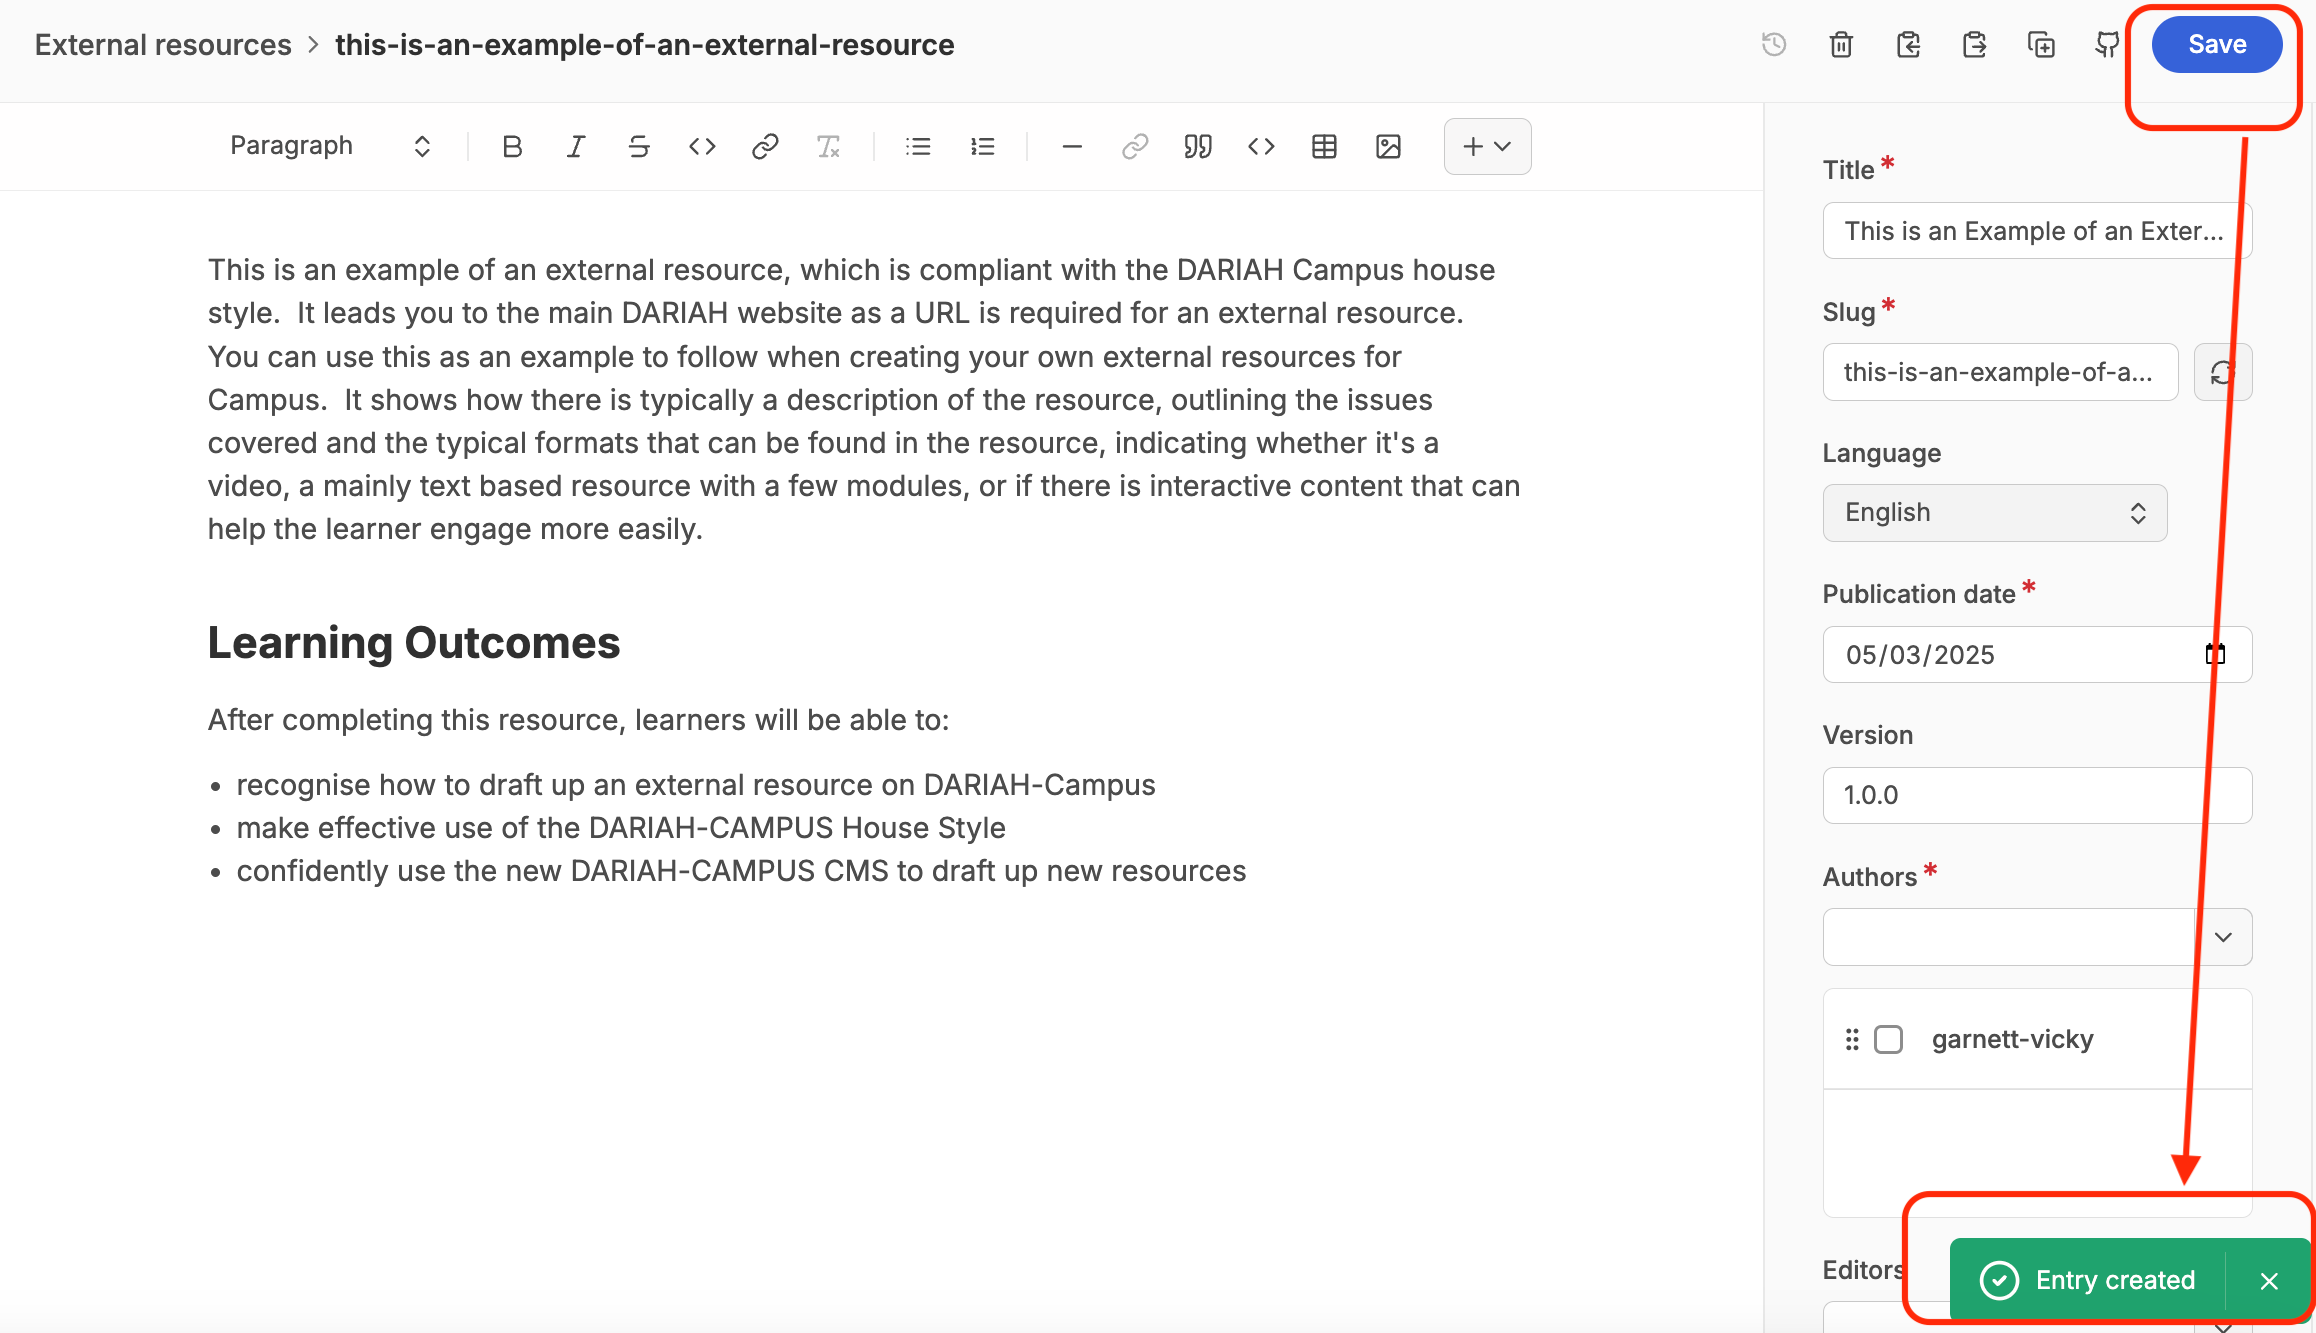 External resources > this-is-an-example-of-an-external-resource
Save
Paragraph
This is an example of an external resource, which is compliant with the DARIAH Campus house
style.  It leads you to the main DARIAH website as a URL is required for an external resource.
You can use this as an example to follow when creating your own external resources for
Campus.  It shows how there is typically a description of the resource, outlining the issues
covered and the typical formats that can be found in the resource, indicating whether it's a
video, a mainly text based resource with a few modules, or if there is interactive content that can
help the learner engage more easily.
Learning Outcomes
After completing this resource, learners will be able to:
• recognise how to draft up an external resource on DARIAH-Campus
• make effective use of the DARIAH-CAMPUS House Style
• confidently use the new DARIAH-CAMPUS CMS to draft up new resources
Title *
This is an Example of an Exter...
Slug *
this-is-an-example-of-a...
Language
English
Publication date *
05/03/2025
Version
1.0.0
Authors *
garnett-vicky
Editors
Entry created